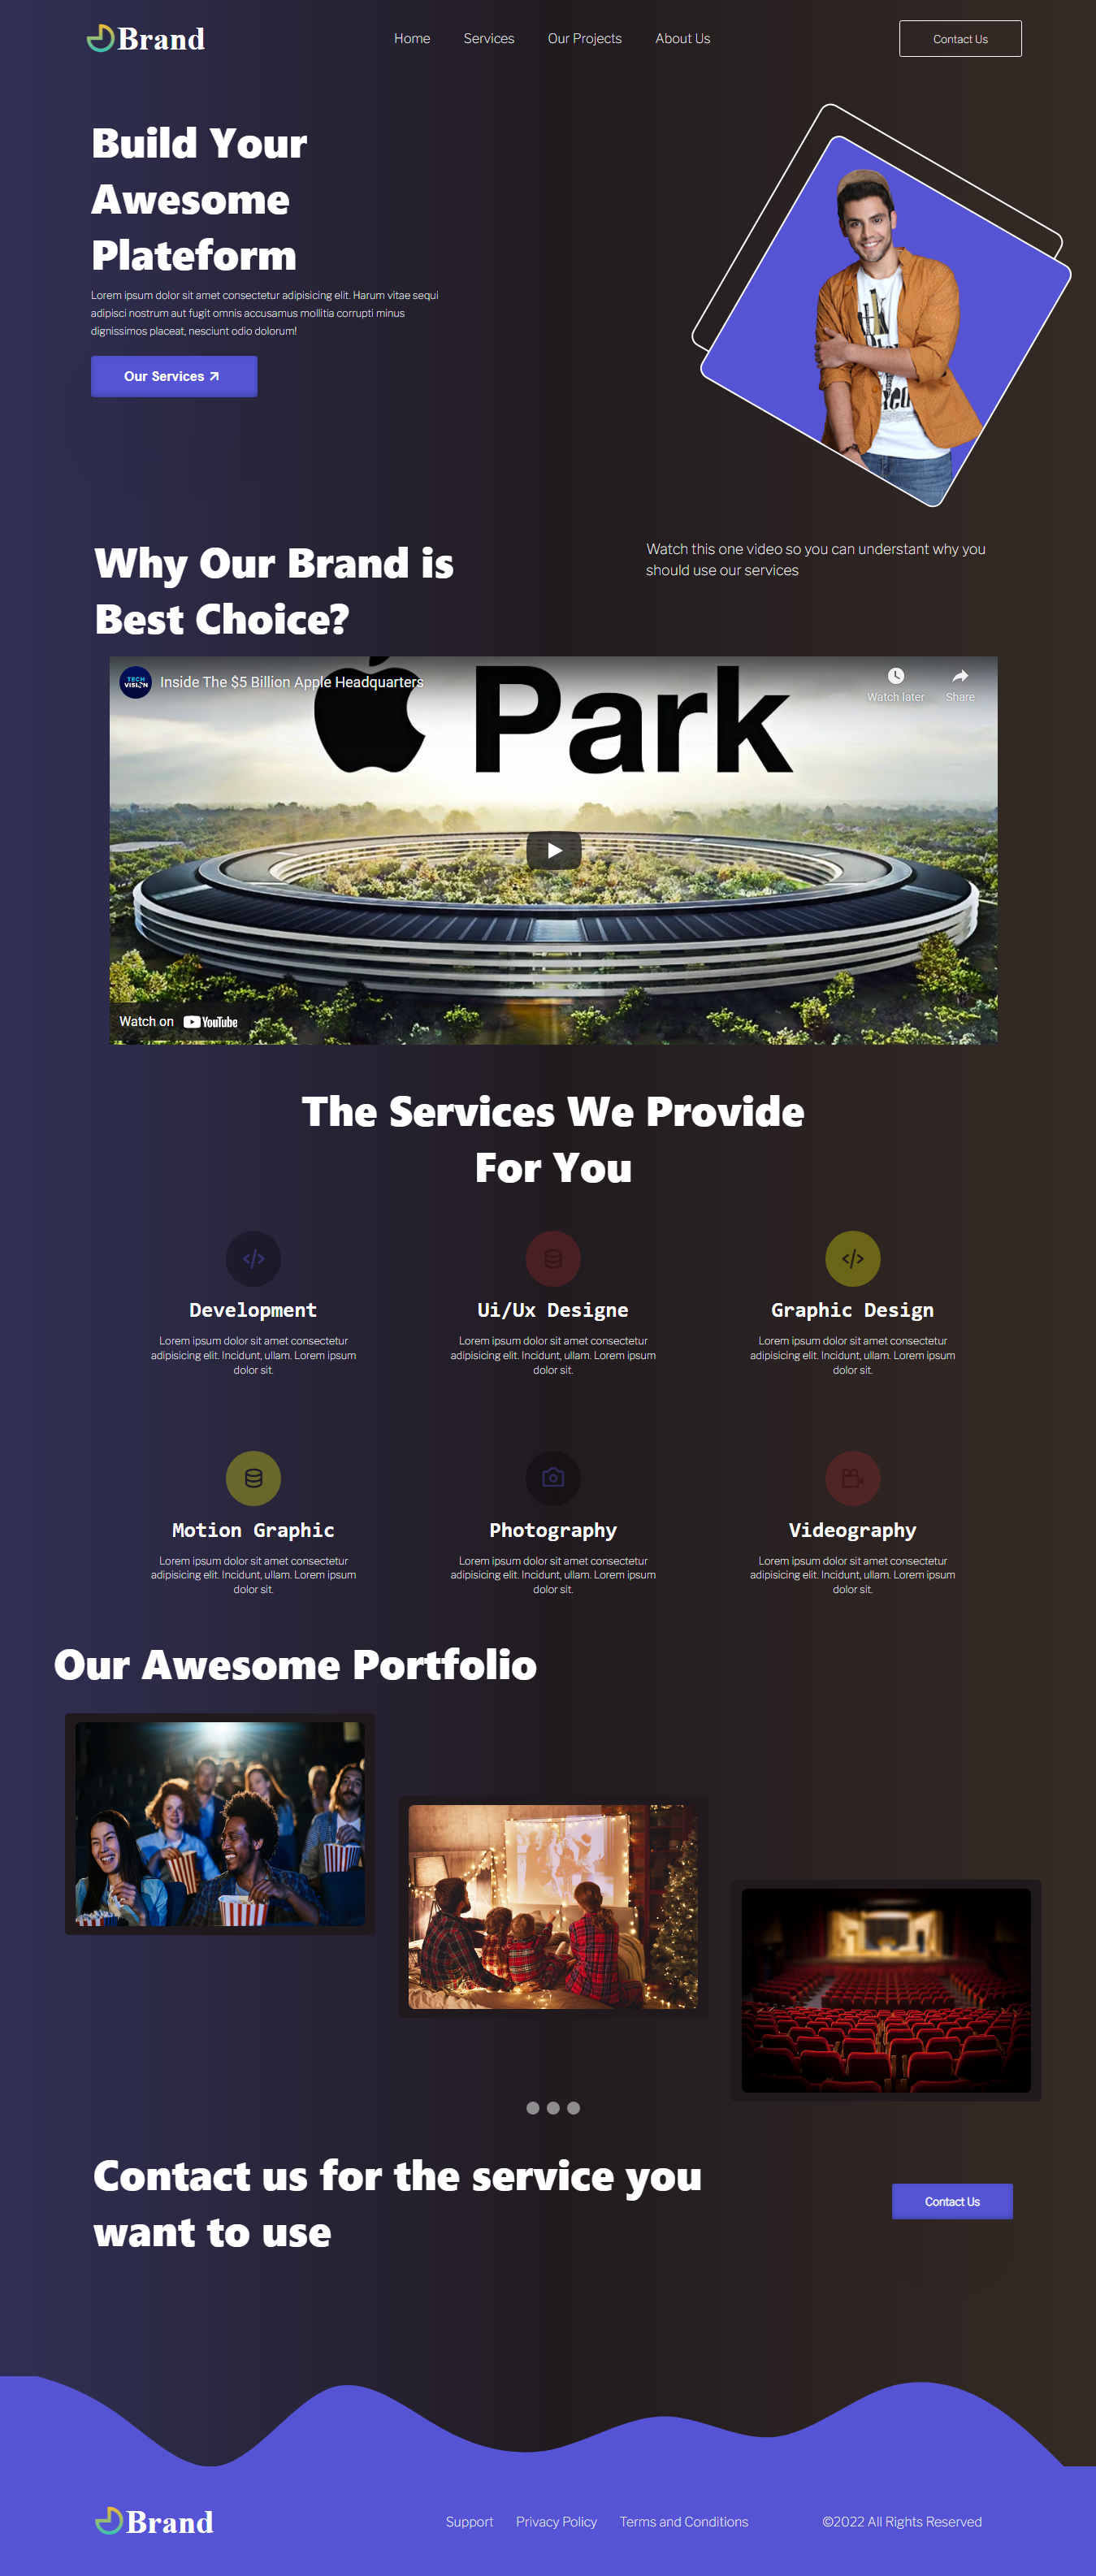 Brand
Home Services Our Projects About Us
Contact Us
Build Your
Awesome
Plateform
Lorem ipsum dolor sit amet consectetur adipisicing elit. Harum vitae sequi
adipisci nostrum aut fugit omnis accusamus mollitia corrupti minus
dignissimos placeat, nesciunt odio dolorum!
Our Services
Why Our Brand is
Best Choice?
Watch this one video so you can understant why you
should use our services
TECH
VISION
Inside The $5 Billion Apple Headquarters
Watch later
Share
Park
Watch on YouTube
The Services We Provide
For You
Development
Lorem ipsum dolor sit amet consectetur
adipisicing elit. Incidunt, ullam. Lorem ipsum
dolor sit.
Ui/Ux Designe
Lorem ipsum dolor sit amet consectetur
adipisicing elit. Incidunt, ullam. Lorem ipsum
dolor sit.
Graphic Design
Lorem ipsum dolor sit amet consectetur
adipisicing elit. Incidunt, ullam. Lorem ipsum
dolor sit.
Motion Graphic
Lorem ipsum dolor sit amet consectetur
adipisicing elit. Incidunt, ullam. Lorem ipsum
dolor sit.
Photography
Lorem ipsum dolor sit amet consectetur
adipisicing elit. Incidunt, ullam. Lorem ipsum
dolor sit.
Videography
Lorem ipsum dolor sit amet consectetur
adipisicing elit. Incidunt, ullam. Lorem ipsum
dolor sit.
Our Awesome Portfolio
Contact us for the service you
want to use
Contact Us
Brand
Support Privacy Policy Terms and Conditions
©2022 All Rights Reserved